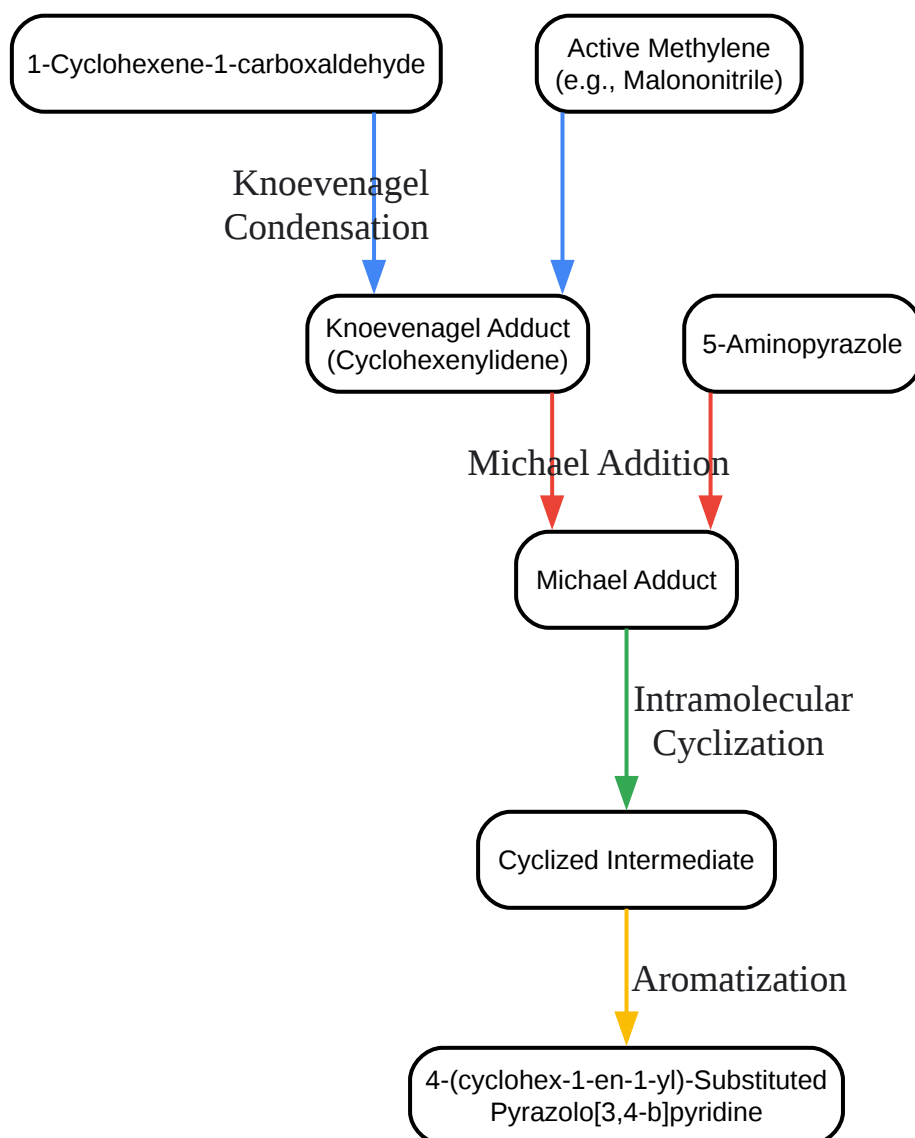 1-Cyclohexene-1-carboxaldehyde
Active Methylene
(e.g., Malononitrile)
Knoevenagel
Condensation
Knoevenagel Adduct
(Cyclohexenylidene)
5-Aminopyrazole
Michael Addition
Michael Adduct
Intramolecular
Cyclization
Cyclized Intermediate
Aromatization
4-(cyclohex-1-en-1-yl)-Substituted
Pyrazolo[3,4-b]pyridine